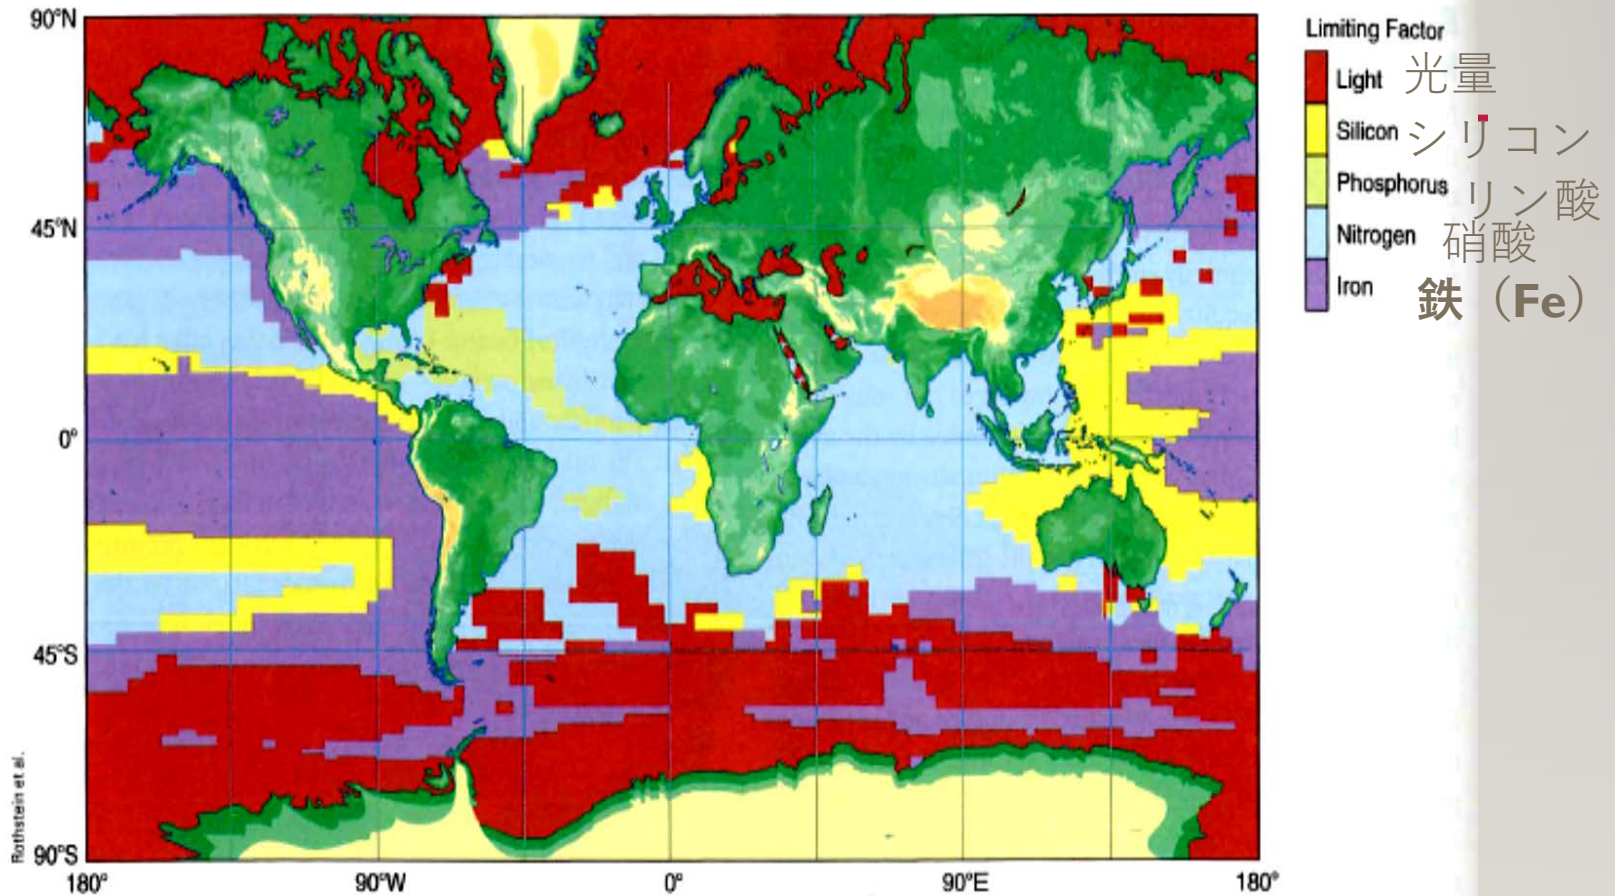 90°N
45°N
0°
45°S
90°S
180°
90°W
0°
90°E
180°
Limiting Factor
Light 光量
Silicon シリコン
Phosphorus リン酸
Nitrogen 硝酸
Iron 鉄（Fe）
Rothstein et al.